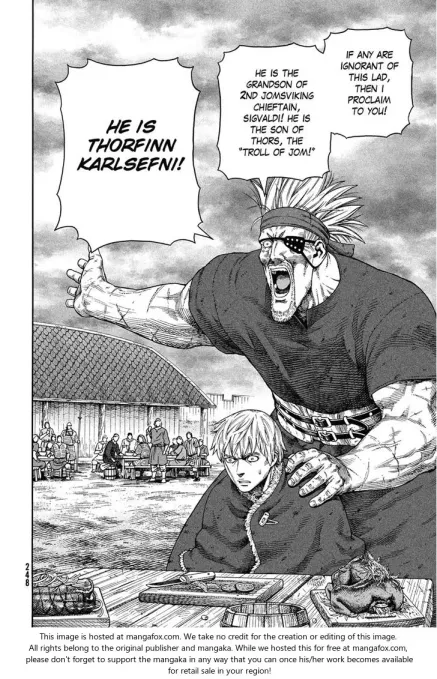 IF ANY ARE
IGNORANT OF
THIS LAD,
THEN I
PROCLAIM
TO YOU!
HE IS THE
GRANDSON OF
2ND JOMSVIKING
CHIEFTAIN,
SIGVALDI! HE IS
THE SON OF
THORS, THE
"TROLL OF JOM!"
HE IS
THORFINN
KARLSEFNI!
248
This image is hosted at mangafox.com. We take no credit for the creation or editing of this image.
All rights belong to the original publisher and mangaka. While we hosted this for free at mangafox.com,
please don't forget to support the mangaka in any way that you can once his/her work becomes available
for retail sale in your region!